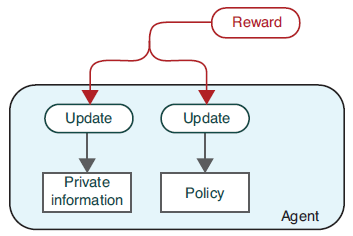 Reward
Update
Update
Private
information
Policy
Agent